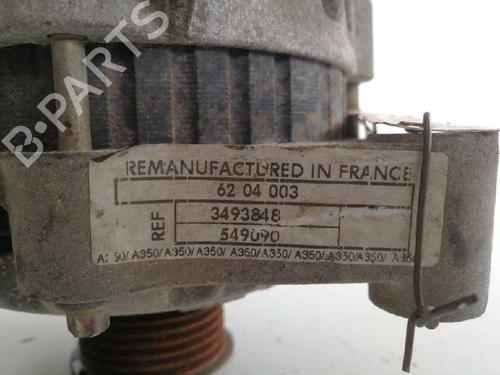 B-PARTS
REMANUFACTURED IN FRANCE
62 04 003
REF 3493848
549090
A350/A350/A350/A350/A350/A350/A350/A350/A350